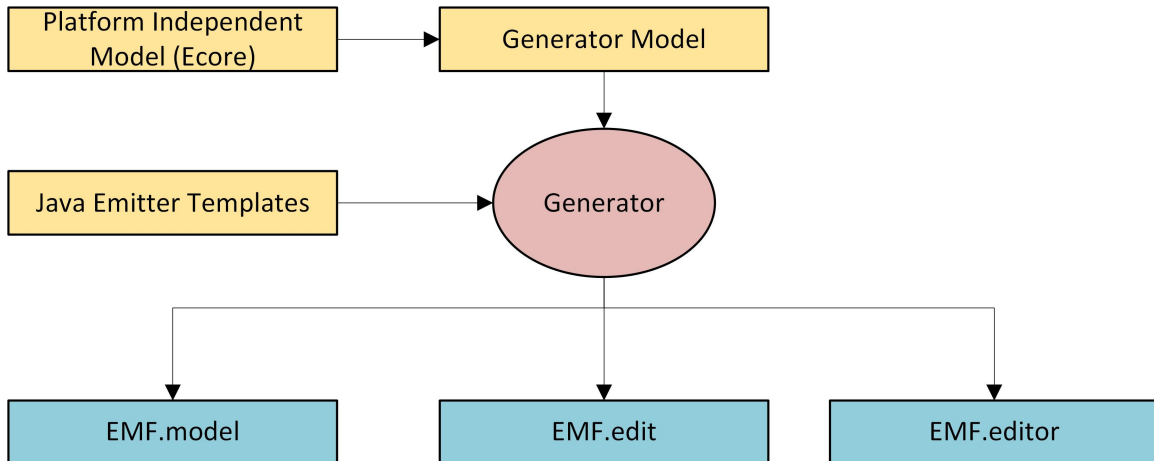 Platform Independent
Model (Ecore)
Generator Model
Java Emitter Templates
Generator
EMF.model
EMF.edit
EMF.editor